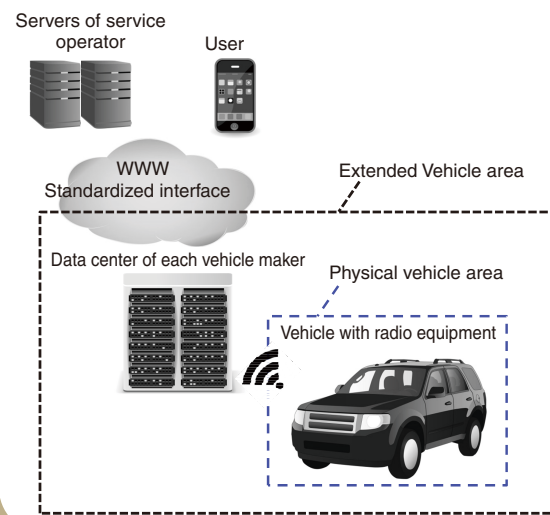 Servers of service
operator
User
WWW
Standardized interface
Extended Vehicle area
Data center of each vehicle maker
Physical vehicle area
Vehicle with radio equipment